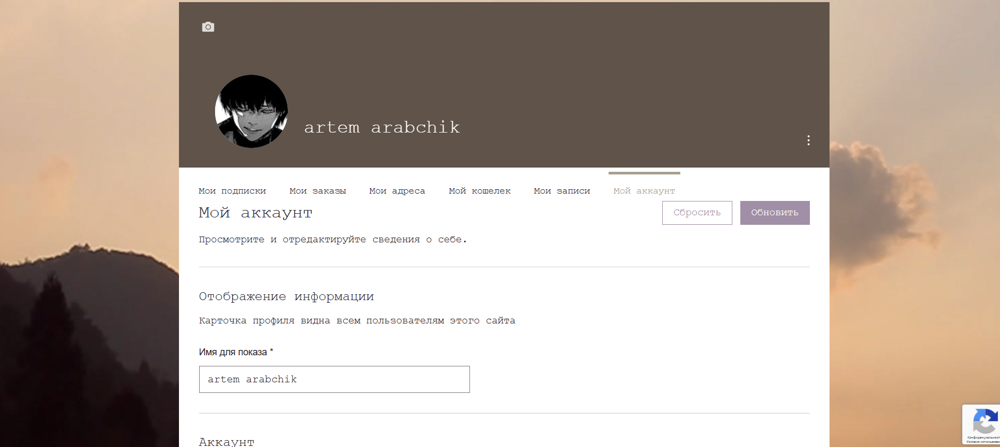 artem arabchik
Мои подписки Мои заказы Мои адреса Мой кошелек Мои записи Мой аккаунт
Мой аккаунт
Сбросить Обновить
Просмотрите и отредактируйте сведения о себе.
Отображение информации
Карточка профиля видна всем пользователям этого сайта
Имя для показа *
artem arabchik
Аккаунт